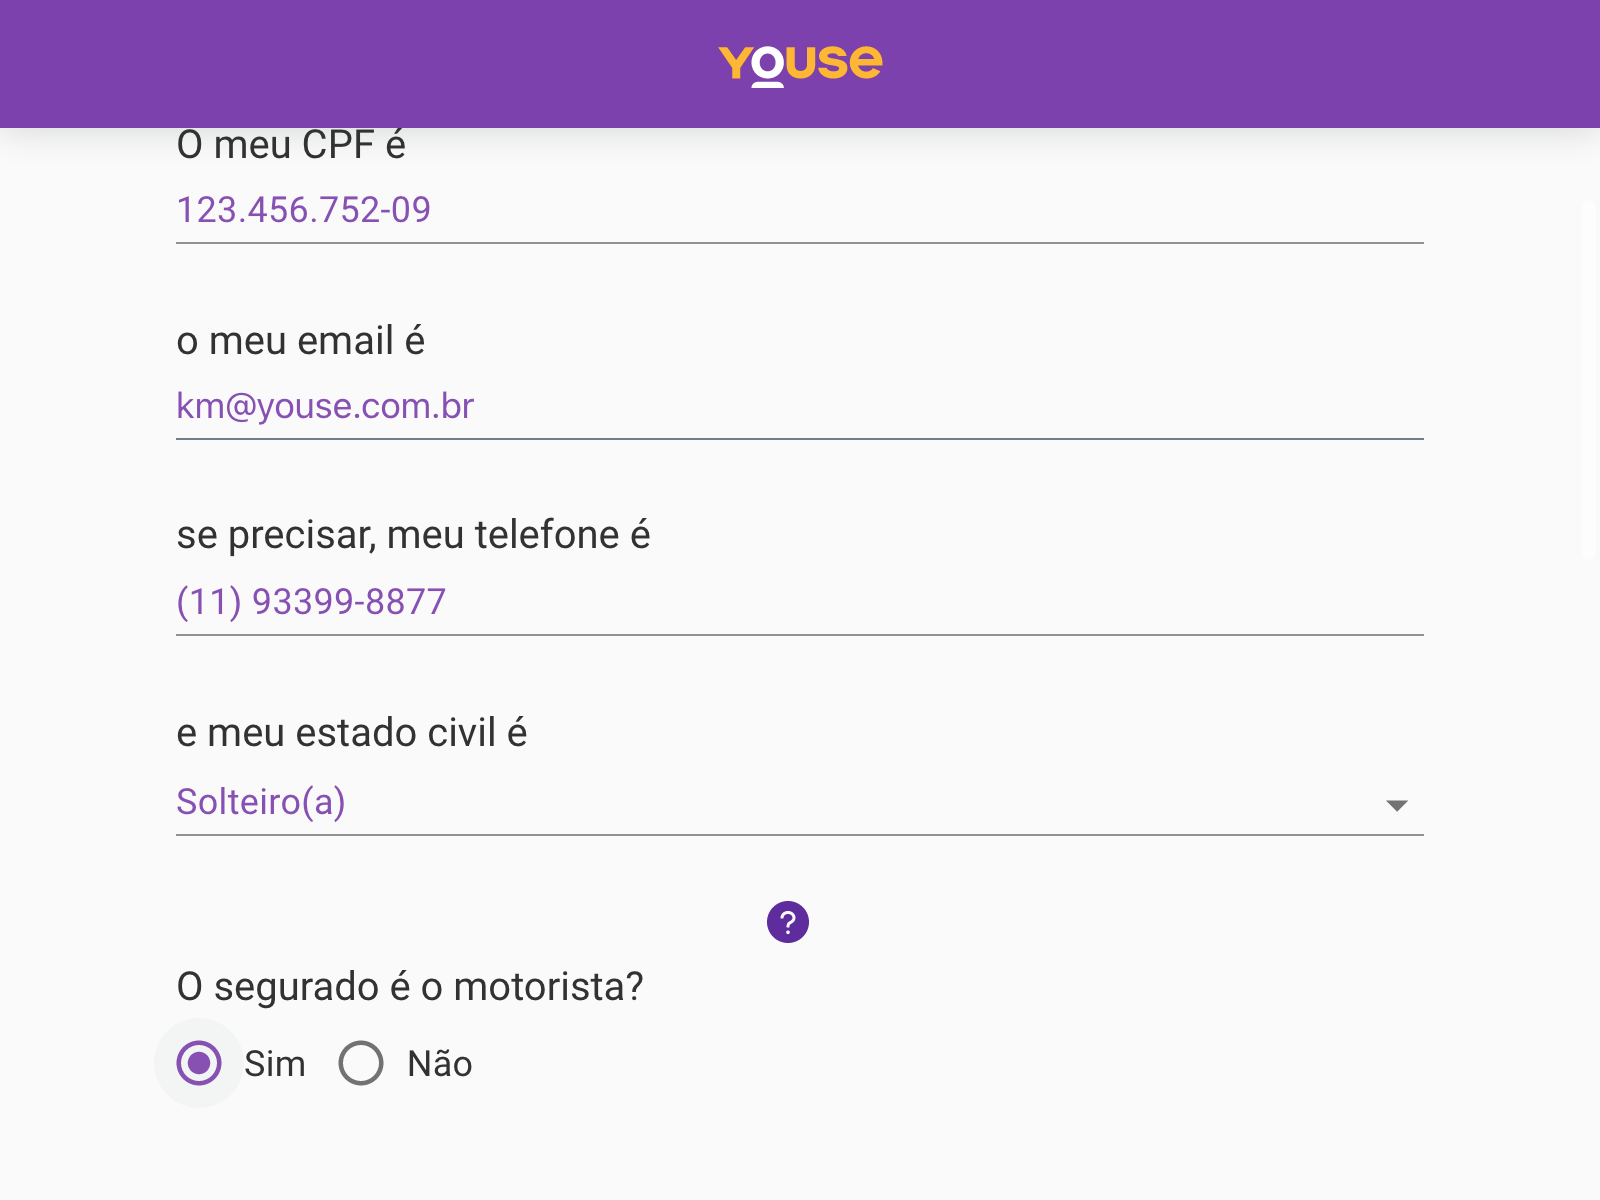 youse
O meu CPF é
123.456.752-09
o meu email é
km@youse.com.br
se precisar, meu telefone é
(11) 93399-8877
e meu estado civil é
Solteiro(a)
?
O segurado é o motorista?
Sim Não